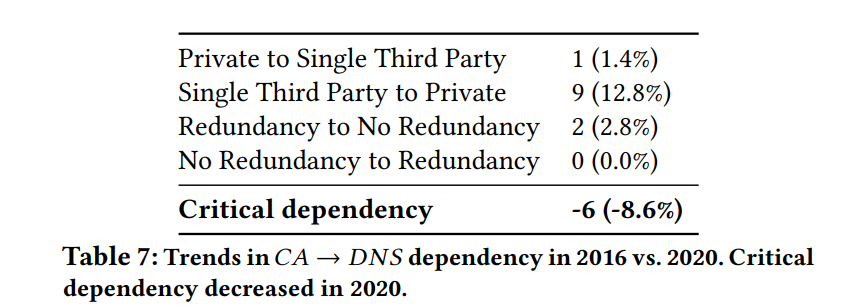 Private to Single Third Party 1 (1.4%)
Single Third Party to Private 9 (12.8%)
Redundancy to No Redundancy 2 (2.8%)
No Redundancy to Redundancy 0 (0.0%)
Critical dependency -6 (-8.6%)
Table 7: Trends in CA → DNS dependency in 2016 vs. 2020. Critical
dependency decreased in 2020.